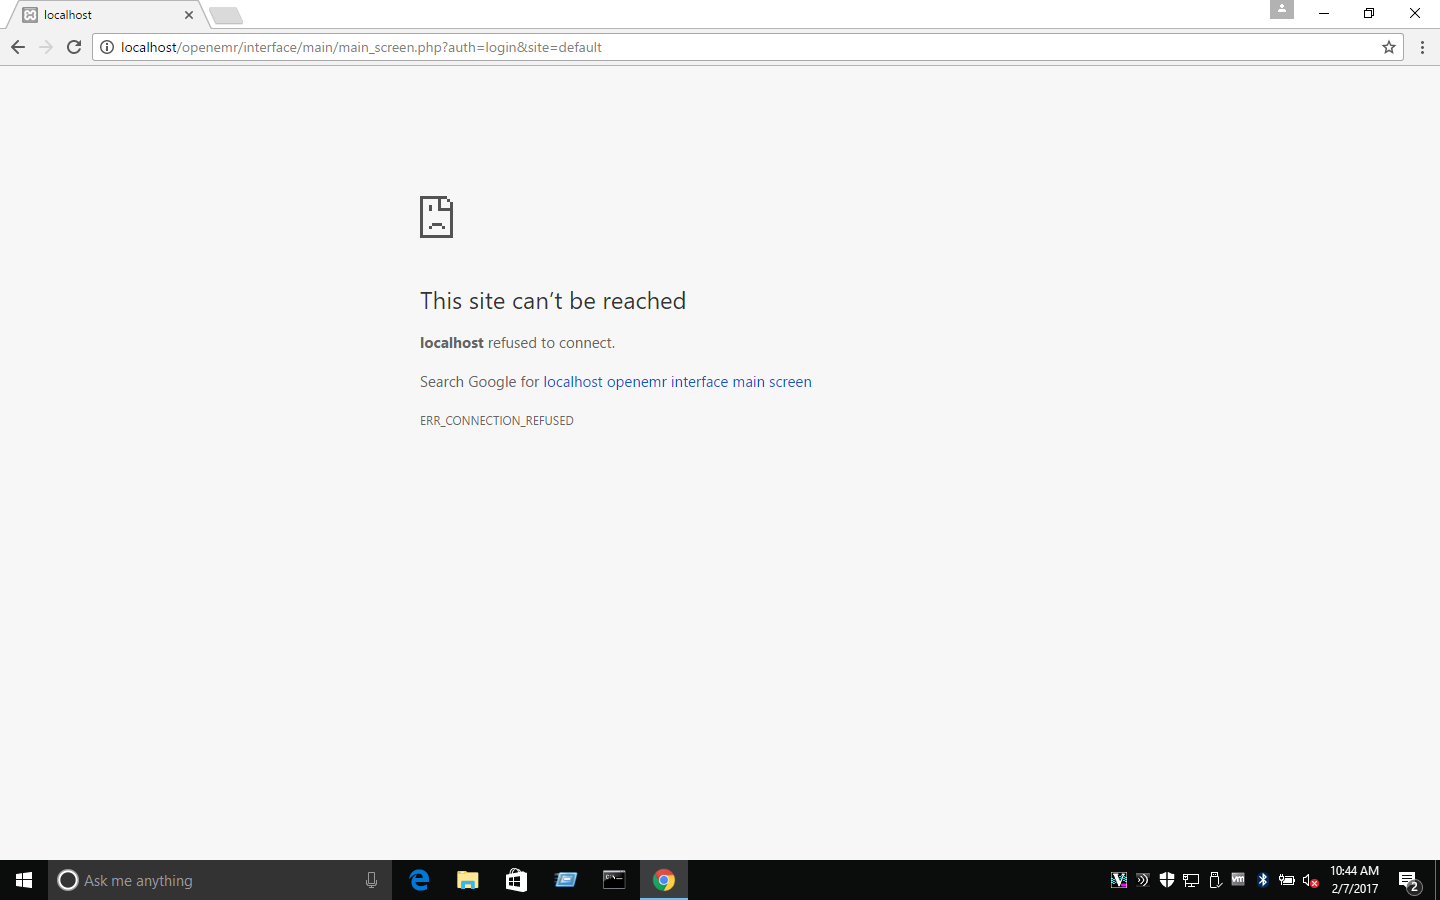 localhost
localhost/openemr/interface/main/main_screen.php?auth=login&site=default
This site can’t be reached
localhost refused to connect.
Search Google for localhost openemr interface main screen
ERR_CONNECTION_REFUSED
Ask me anything
10:44 AM
2/7/2017
2